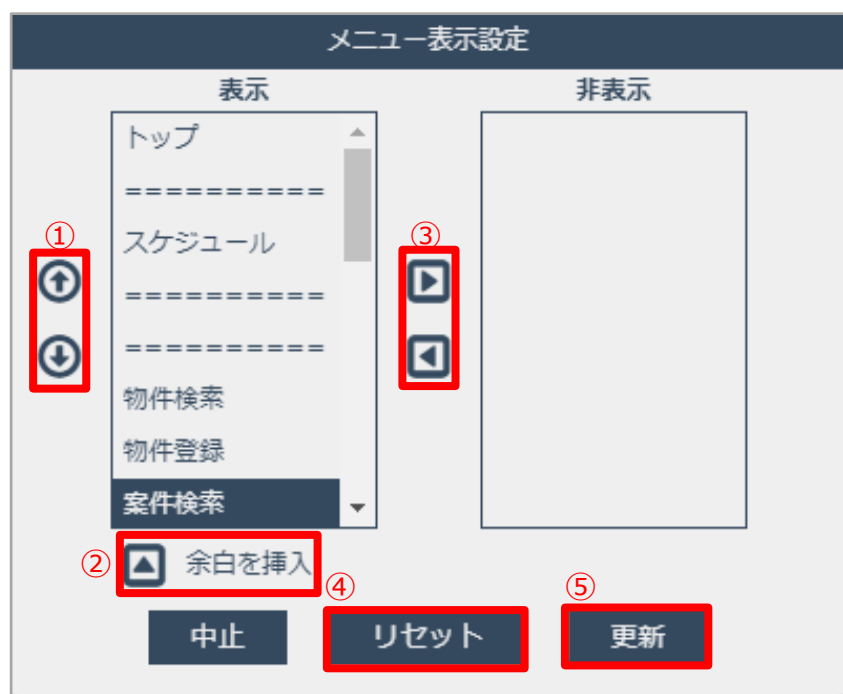 メニュー表示設定
表示
非表示
トップ
==========
①
③
スケジュール
==========
==========
物件検索
物件登録
案件検索
②
余白を挿入
④
⑤
中止
リセット
更新